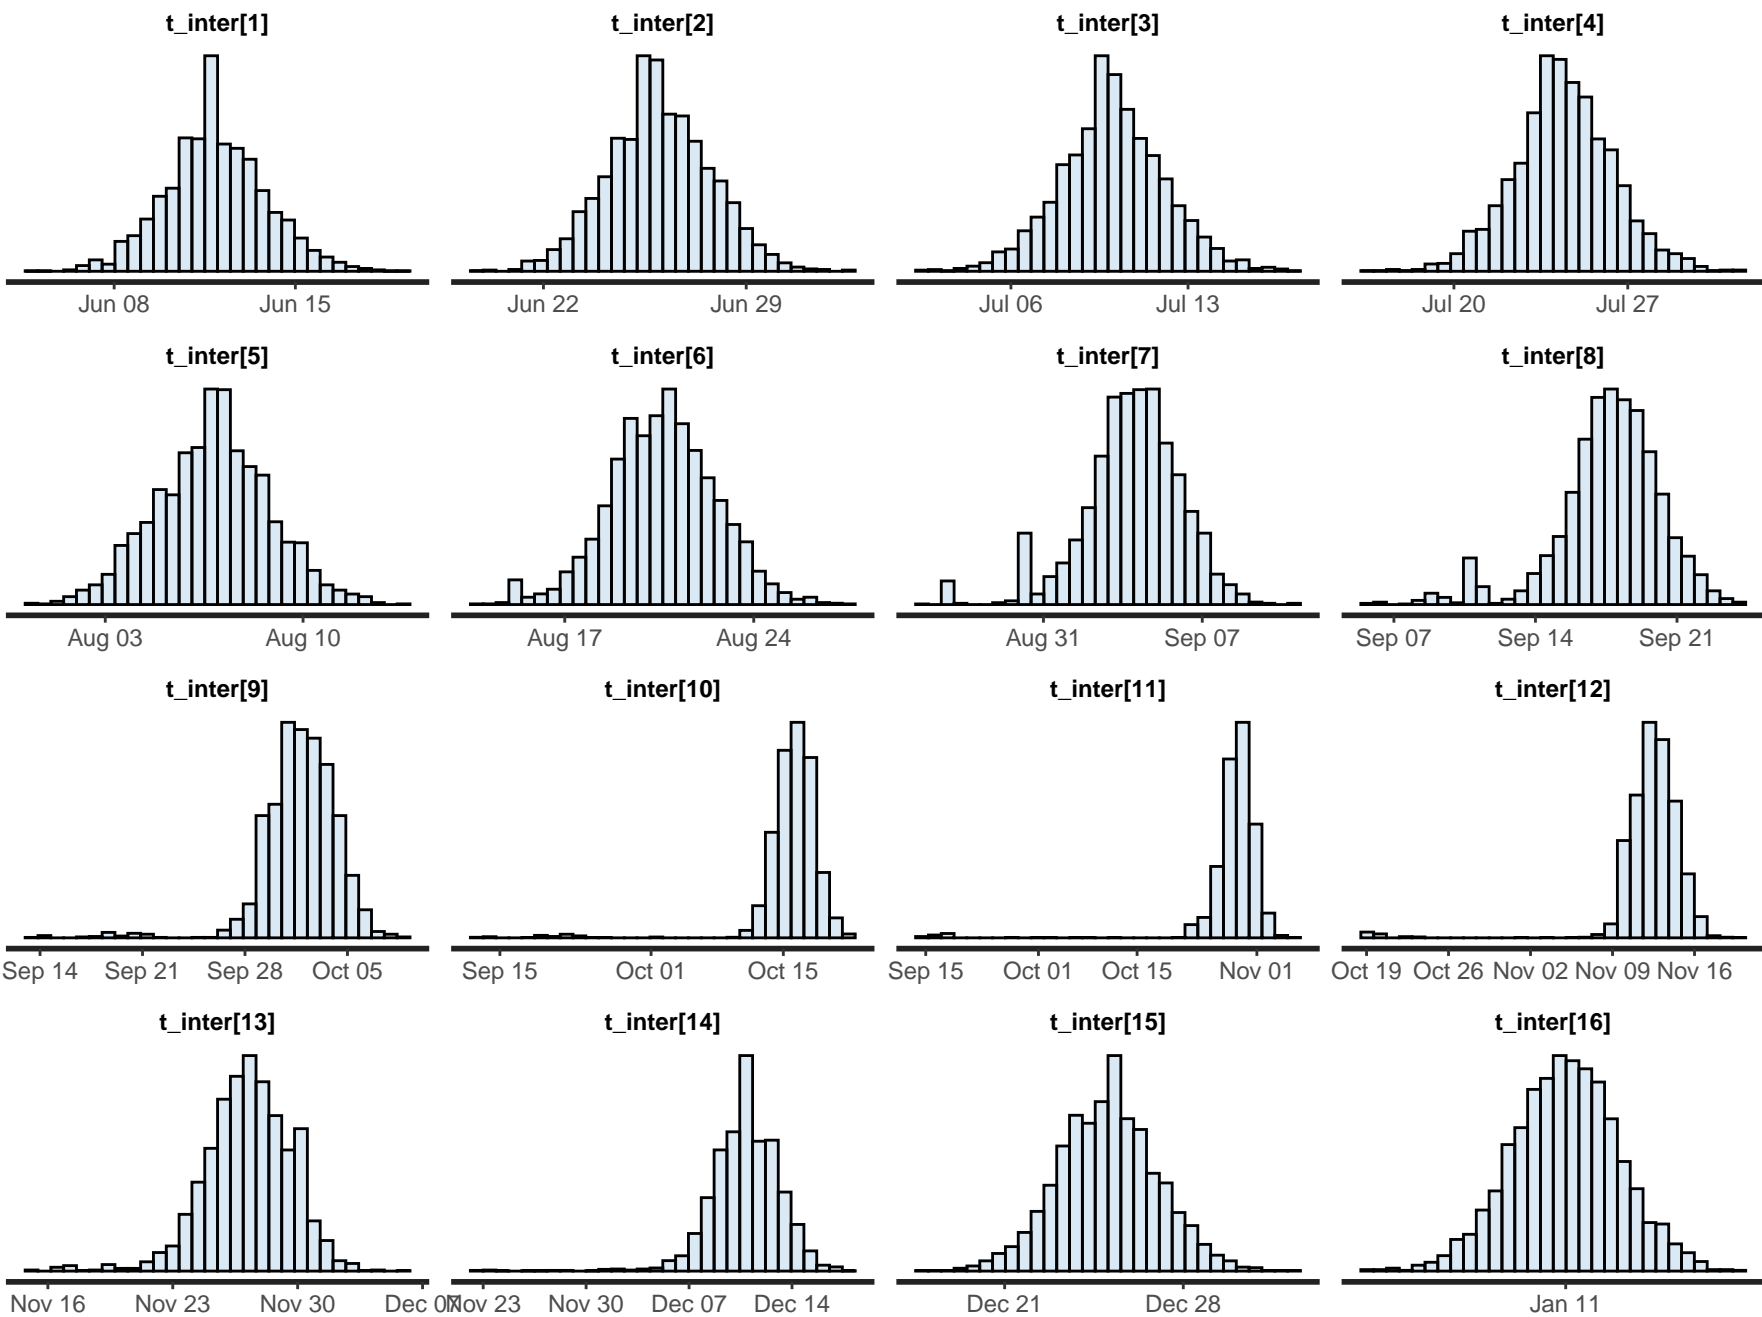 t_inter[1] t_inter[2] t_inter[3] t_inter[4]
Jun 08 Jun 15 Jun 22 Jun 29 Jul 06 Jul 13 Jul 20 Jul 27
t_inter[5] t_inter[6] t_inter[7] t_inter[8]
Aug 03 Aug 10 Aug 17 Aug 24 Aug 31 Sep 07 Sep 07 Sep 14 Sep 21
t_inter[9] t_inter[10] t_inter[11] t_inter[12]
Sep 14 Sep 21 Sep 28 Oct 05 Sep 15 Oct 01 Oct 15 Sep 15 Oct 01 Oct 15 Nov 01 Oct 19 Oct 26 Nov 02 Nov 09 Nov 16
t_inter[13] t_inter[14] t_inter[15] t_inter[16]
Nov 16 Nov 23 Nov 30 Dec 07 Nov 23 Nov 30 Dec 07 Dec 14 Dec 21 Dec 28 Jan 11